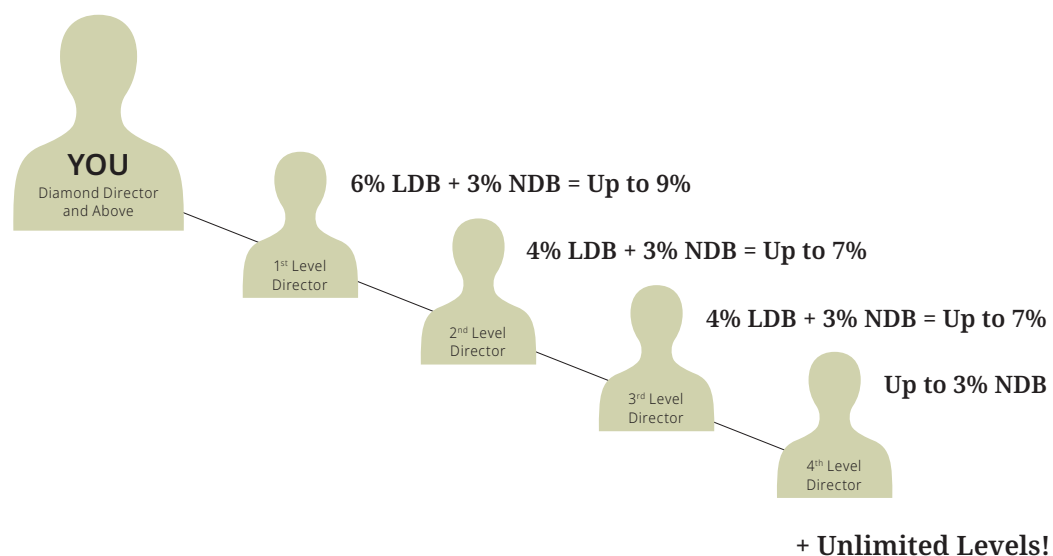 YOU
Diamond Director
and Above
6% LDB + 3% NDB = Up to 9%
1st Level
Director
4% LDB + 3% NDB = Up to 7%
2nd Level
Director
4% LDB + 3% NDB = Up to 7%
3rd Level
Director
Up to 3% NDB
4th Level
Director
+ Unlimited Levels!